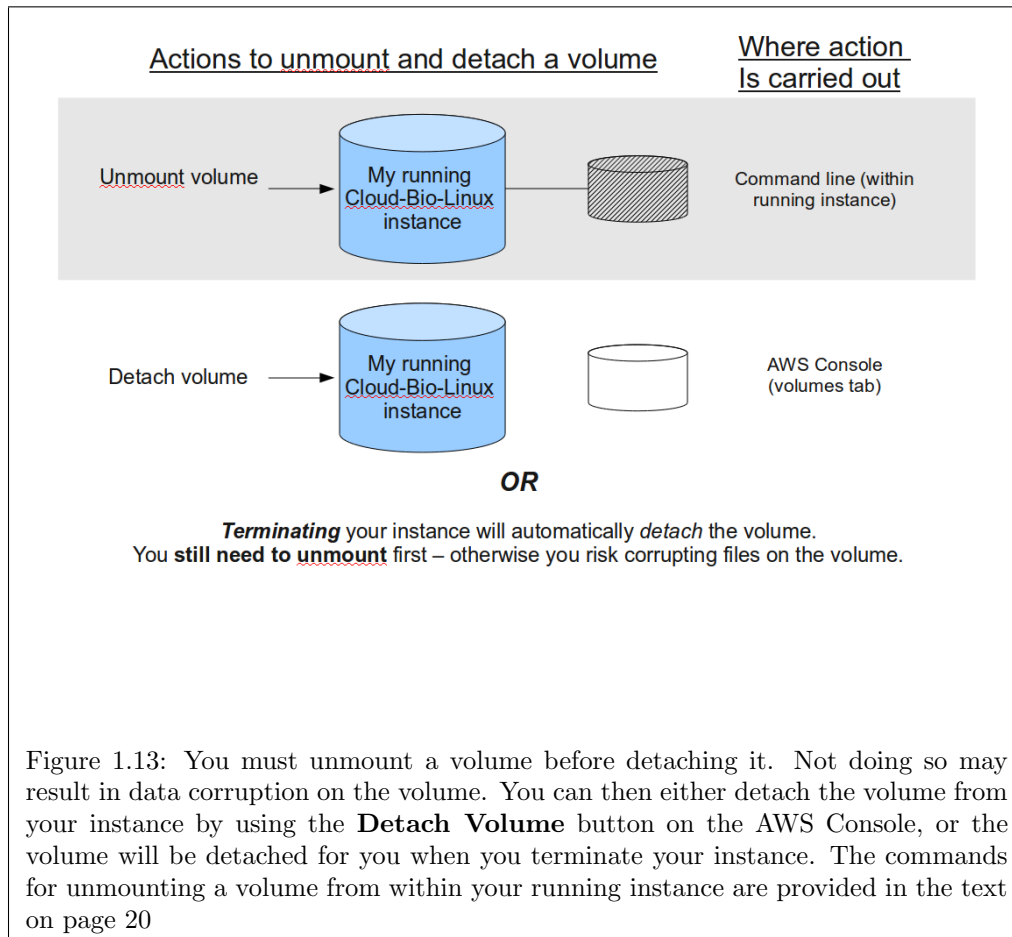 Actions to unmount and detach a volume
Where action
Is carried out
Unmount volume
My running
Cloud-Bio-Linux
instance
Command line (within
running instance)
Detach volume
My running
Cloud-Bio-Linux
instance
AWS Console
(volumes tab)
OR
Terminating your instance will automatically detach the volume.
You still need to unmount first – otherwise you risk corrupting files on the volume.
Figure 1.13: You must unmount a volume before detaching it. Not doing so may
result in data corruption on the volume. You can then either detach the volume from
your instance by using the Detach Volume button on the AWS Console, or the
volume will be detached for you when you terminate your instance. The commands
for unmounting a volume from within your running instance are provided in the text
on page 20